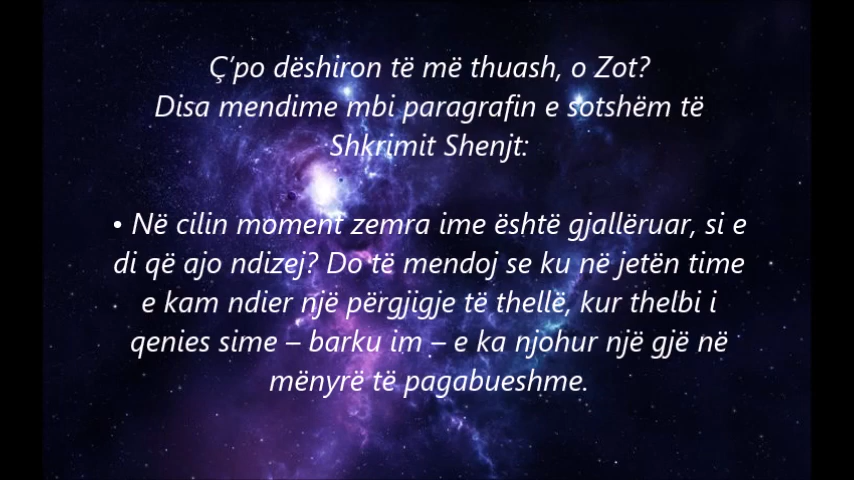 Ç’po dëshiron të më thuash, o Zot?
Disa mendime mbi paragrafin e sotshëm të
Shkrimit Shenjt:
• Në cilin moment zemra ime është gjallëruar, si e
di që ajo ndizej? Do të mendoj se ku në jetën time
e kam ndier një përgjigje të thellë, kur thelbi i
qenies sime – barku im – e ka njohur një gjë në
mënyrë të pagabueshme.